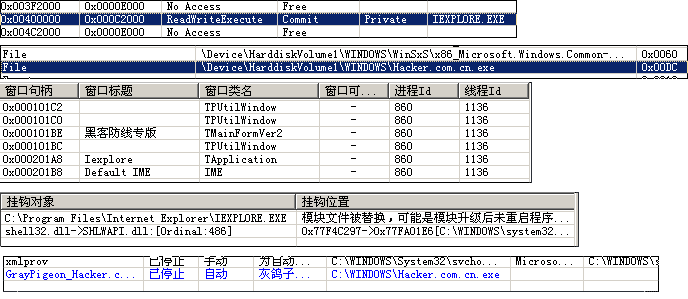 0x003F2000 0x0000E000 No Access Free
0x00400000 0x000C2000 ReadWriteExecute Commit Private IEXPLORE.EXE
0x004C2000 No Access Free
File \Device\HarddiskVolume1\WINDOWS\WinSxS\x86_Microsoft.Windows.Common-... 0x0060
File \Device\HarddiskVolume1\WINDOWS\Hacker.com.cn.exe 0x00DC
窗口句柄 窗口标题 窗口类名 窗口可... 进程Id 线程Id
0x000101C2 TPUtilWindow - 860 1136
0x000101C0 TPUtilWindow - 860 1136
0x000101BE 黑客防线专版 TMainFormVer2 - 860 1136
0x000101BC TPUtilWindow - 860 1136
0x000201A8 Iexplore TApplication - 860 1136
0x000201B8 Default IME IME - 860 1136
挂钩对象 挂钩位置
C:\Program Files\Internet Explorer\IEXPLORE.EXE 模块文件被替换，可能是模块升级后未重启程序...
shell32.dll->SHLWAPI.dll:[Ordinal:486] 0x77F4C297->0x77FA01E6[C:\WINDOWS\system32...
xmlprov 已停止 手动 为自动... C:\WINDOWS\System32\svcho... Microso... C:\WINDOWS\s
GrayPigeon_Hacker.c... 已停止 自动 灰鸽子... C:\WINDOWS\Hacker.com.cn.exe